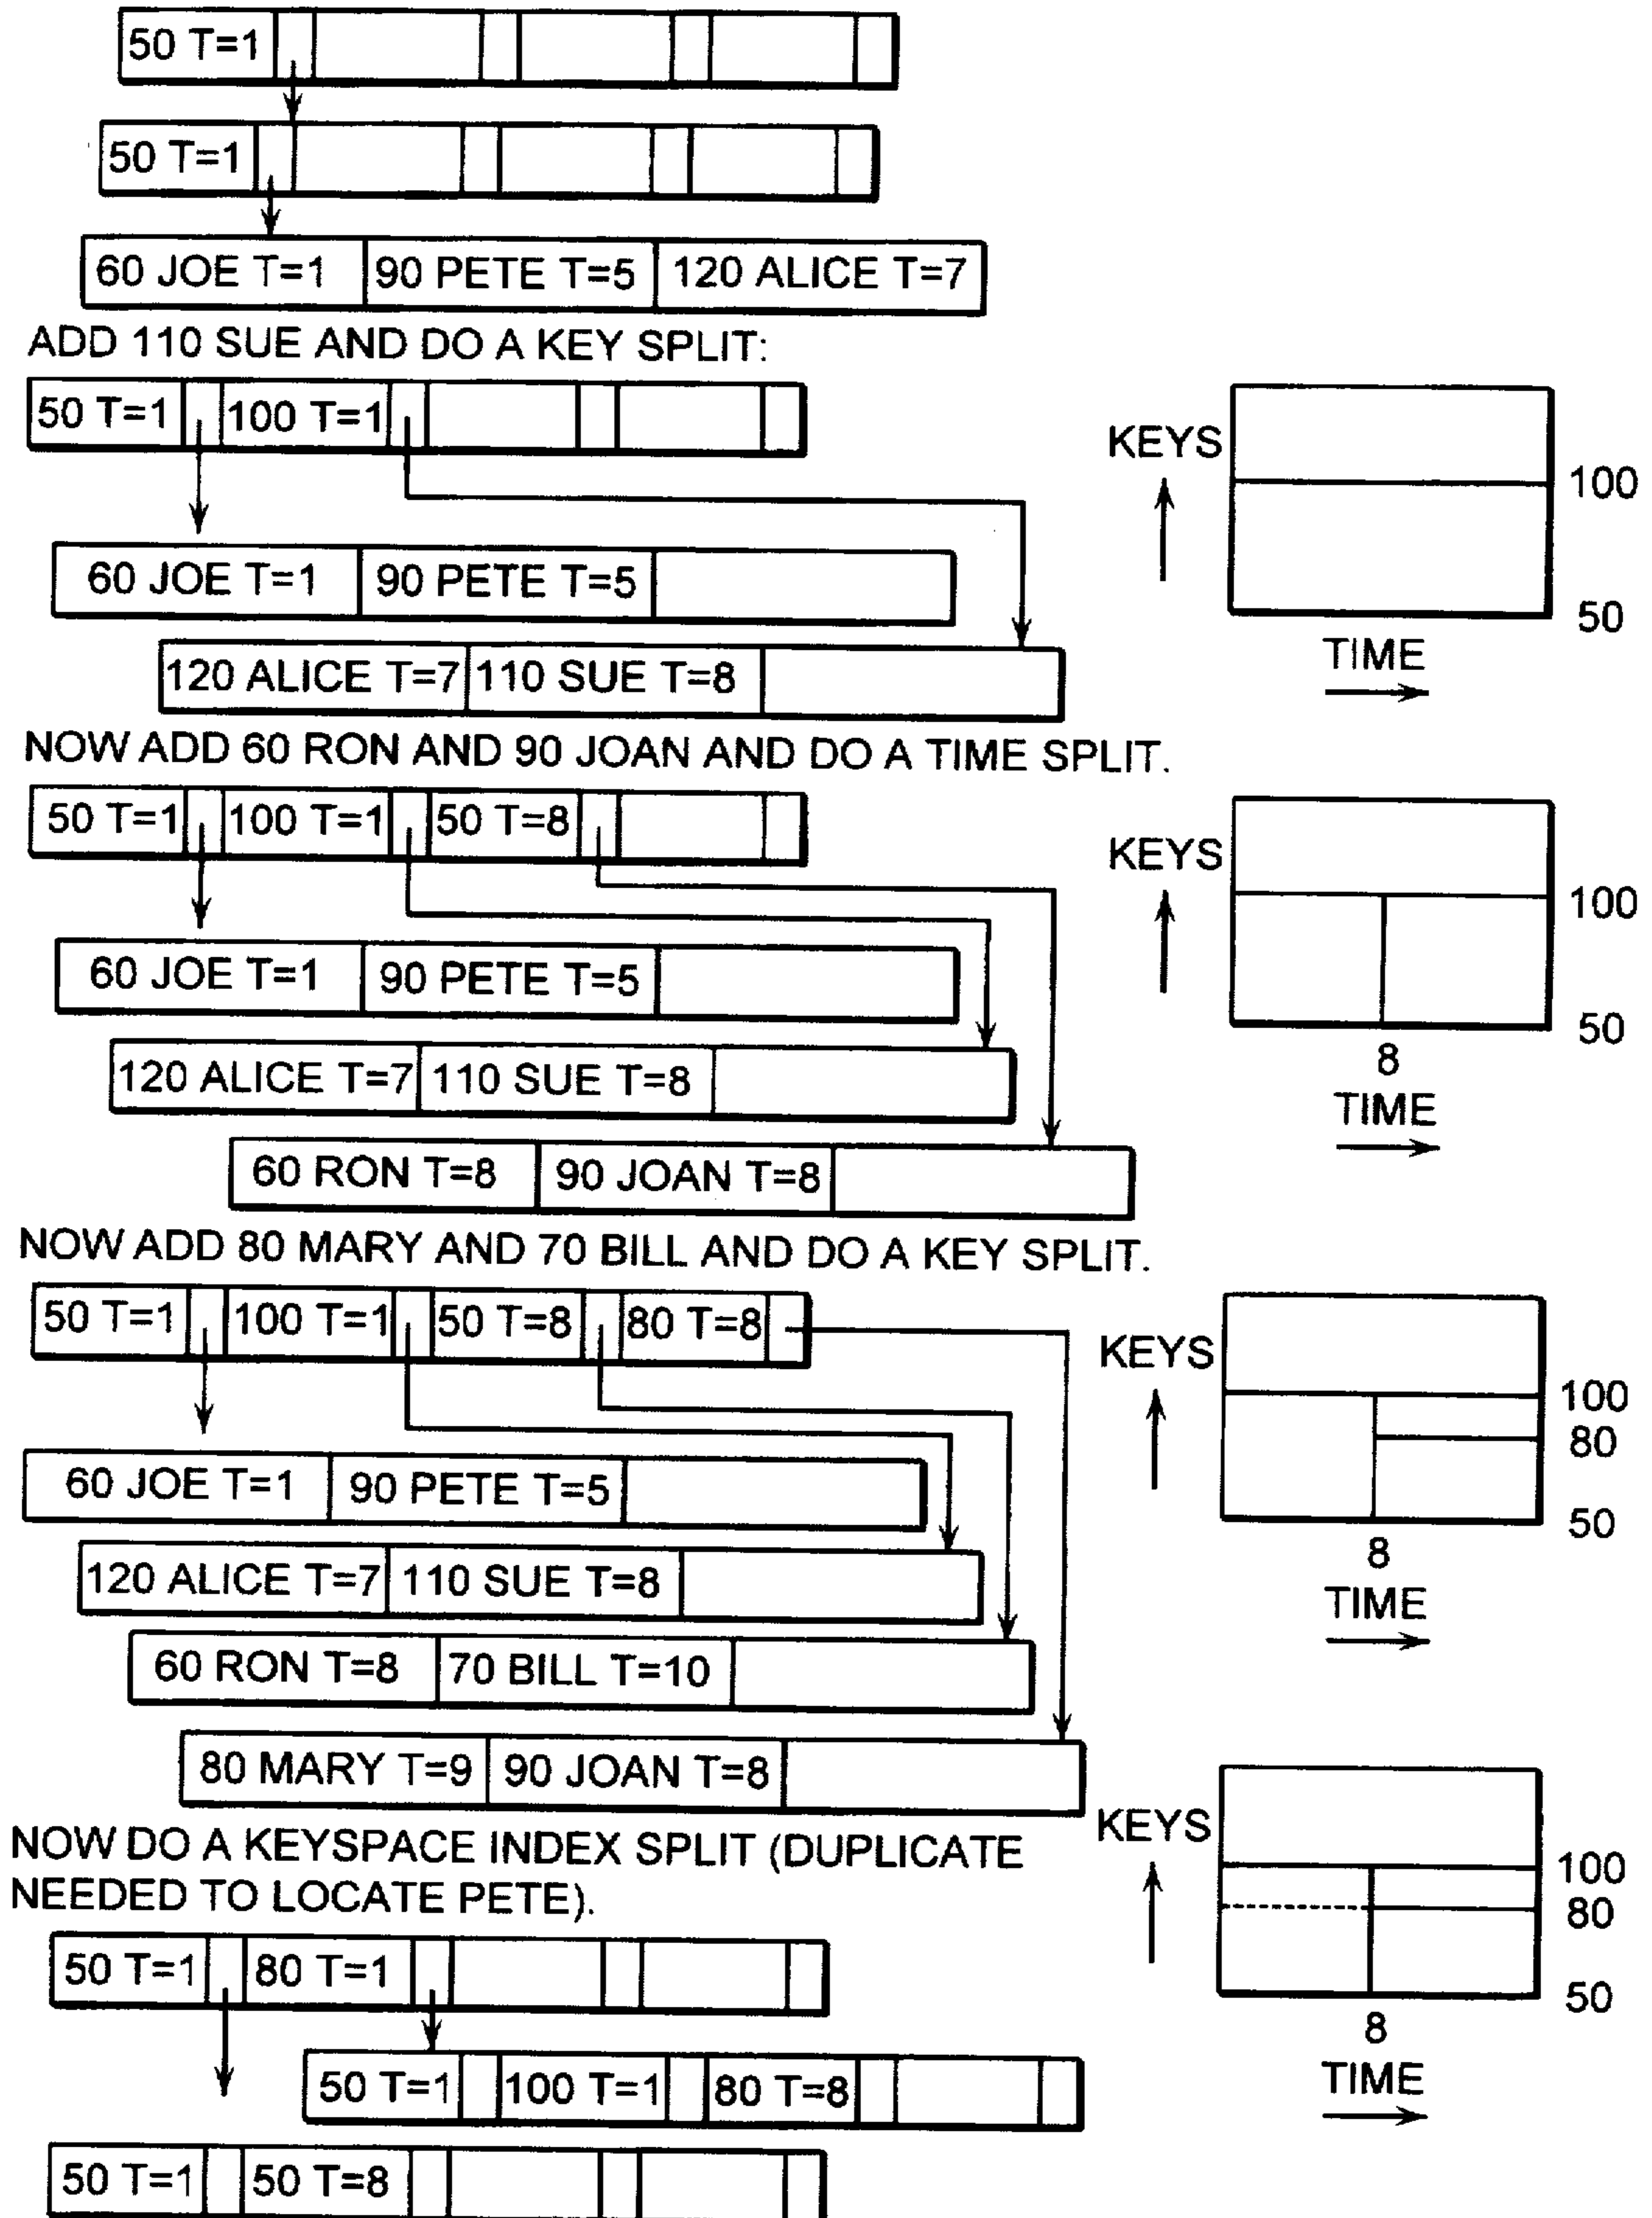 50 T=1
50 T=1
60 JOE T=1 90 PETE T=5 120 ALICE T=7
ADD 110 SUE AND DO A KEY SPLIT:
50 T=1 100 T=1
KEYS
100
60 JOE T=1 90 PETE T=5
50
TIME
120 ALICE T=7 110 SUE T=8
NOW ADD 60 RON AND 90 JOAN AND DO A TIME SPLIT.
50 T=1 100 T=1 50 T=8
KEYS
100
60 JOE T=1 90 PETE T=5
50
8
120 ALICE T=7 110 SUE T=8
TIME
60 RON T=8 90 JOAN T=8
NOW ADD 80 MARY AND 70 BILL AND DO A KEY SPLIT.
50 T=1 100 T=1 50 T=8 80 T=8
KEYS
100
80
60 JOE T=1 90 PETE T=5
50
8
120 ALICE T=7 110 SUE T=8
TIME
60 RON T=8 70 BILL T=10
80 MARY T=9 90 JOAN T=8
KEYS
NOW DO A KEYSPACE INDEX SPLIT (DUPLICATE
NEEDED TO LOCATE PETE).
100
80
50 T=1 80 T=1
50
8
TIME
50 T=1 100 T=1 80 T=8
50 T=1 50 T=8